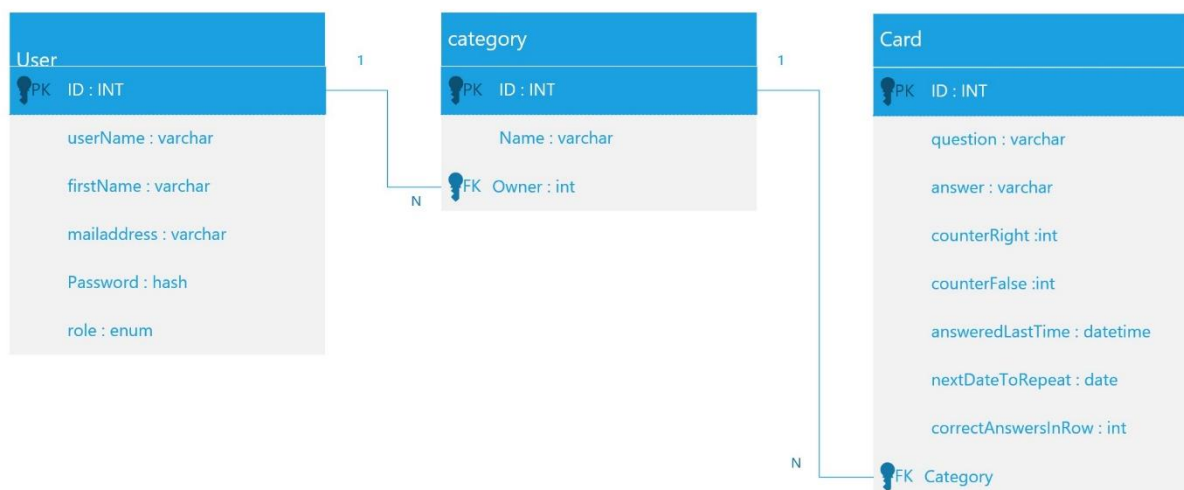 User
PK ID : INT
userName : varchar
firstName : varchar
mailaddress : varchar
Password : hash
role : enum
1
N
category
PK ID : INT
Name : varchar
FK Owner : int
1
N
Card
PK ID : INT
question : varchar
answer : varchar
counterRight :int
counterFalse :int
answeredLastTime : datetime
nextDateToRepeat : date
correctAnswersInRow : int
FK Category